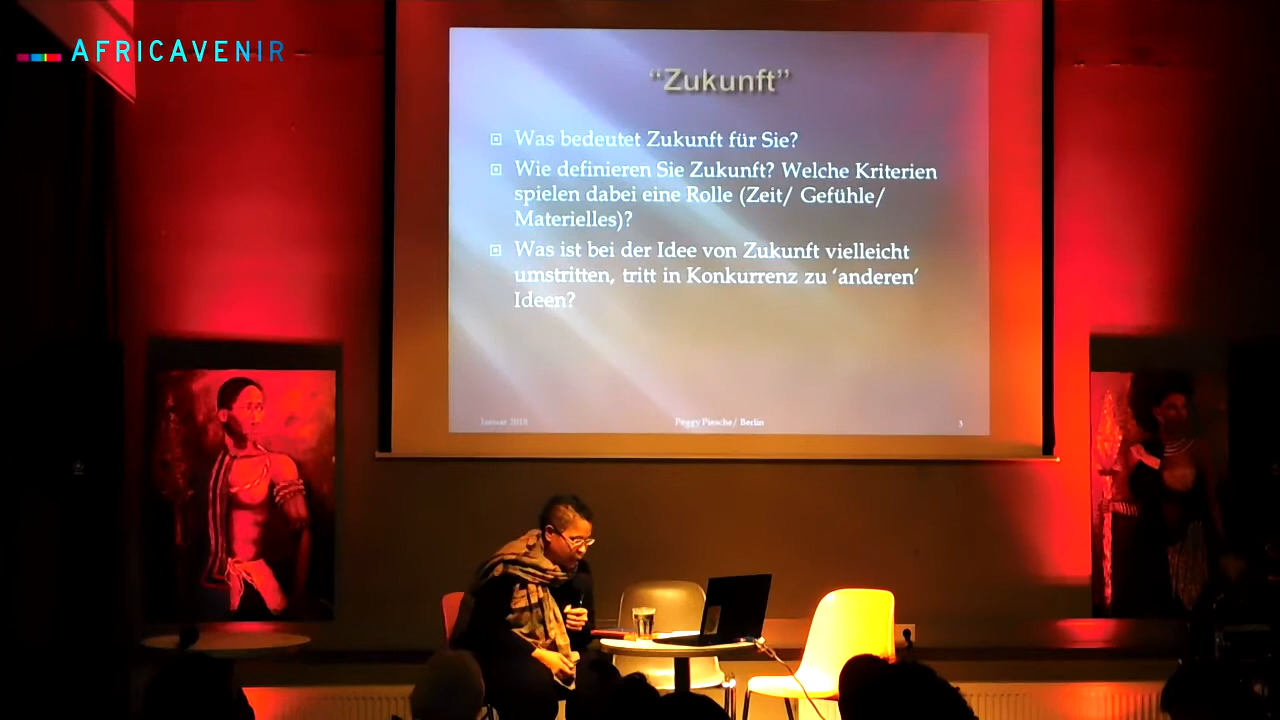 AFRICAVENIR
“Zukunft”
Was bedeutet Zukunft für Sie?
Wie definieren Sie Zukunft? Welche Kriterien
spielen dabei eine Rolle (Zeit/ Gefühle/
Materielles)?
Was ist bei der Idee von Zukunft vielleicht
umstritten, tritt in Konkurrenz zu ‘anderen’
Ideen?
Januar 2018
Peggy Piesche/ Berlin
3